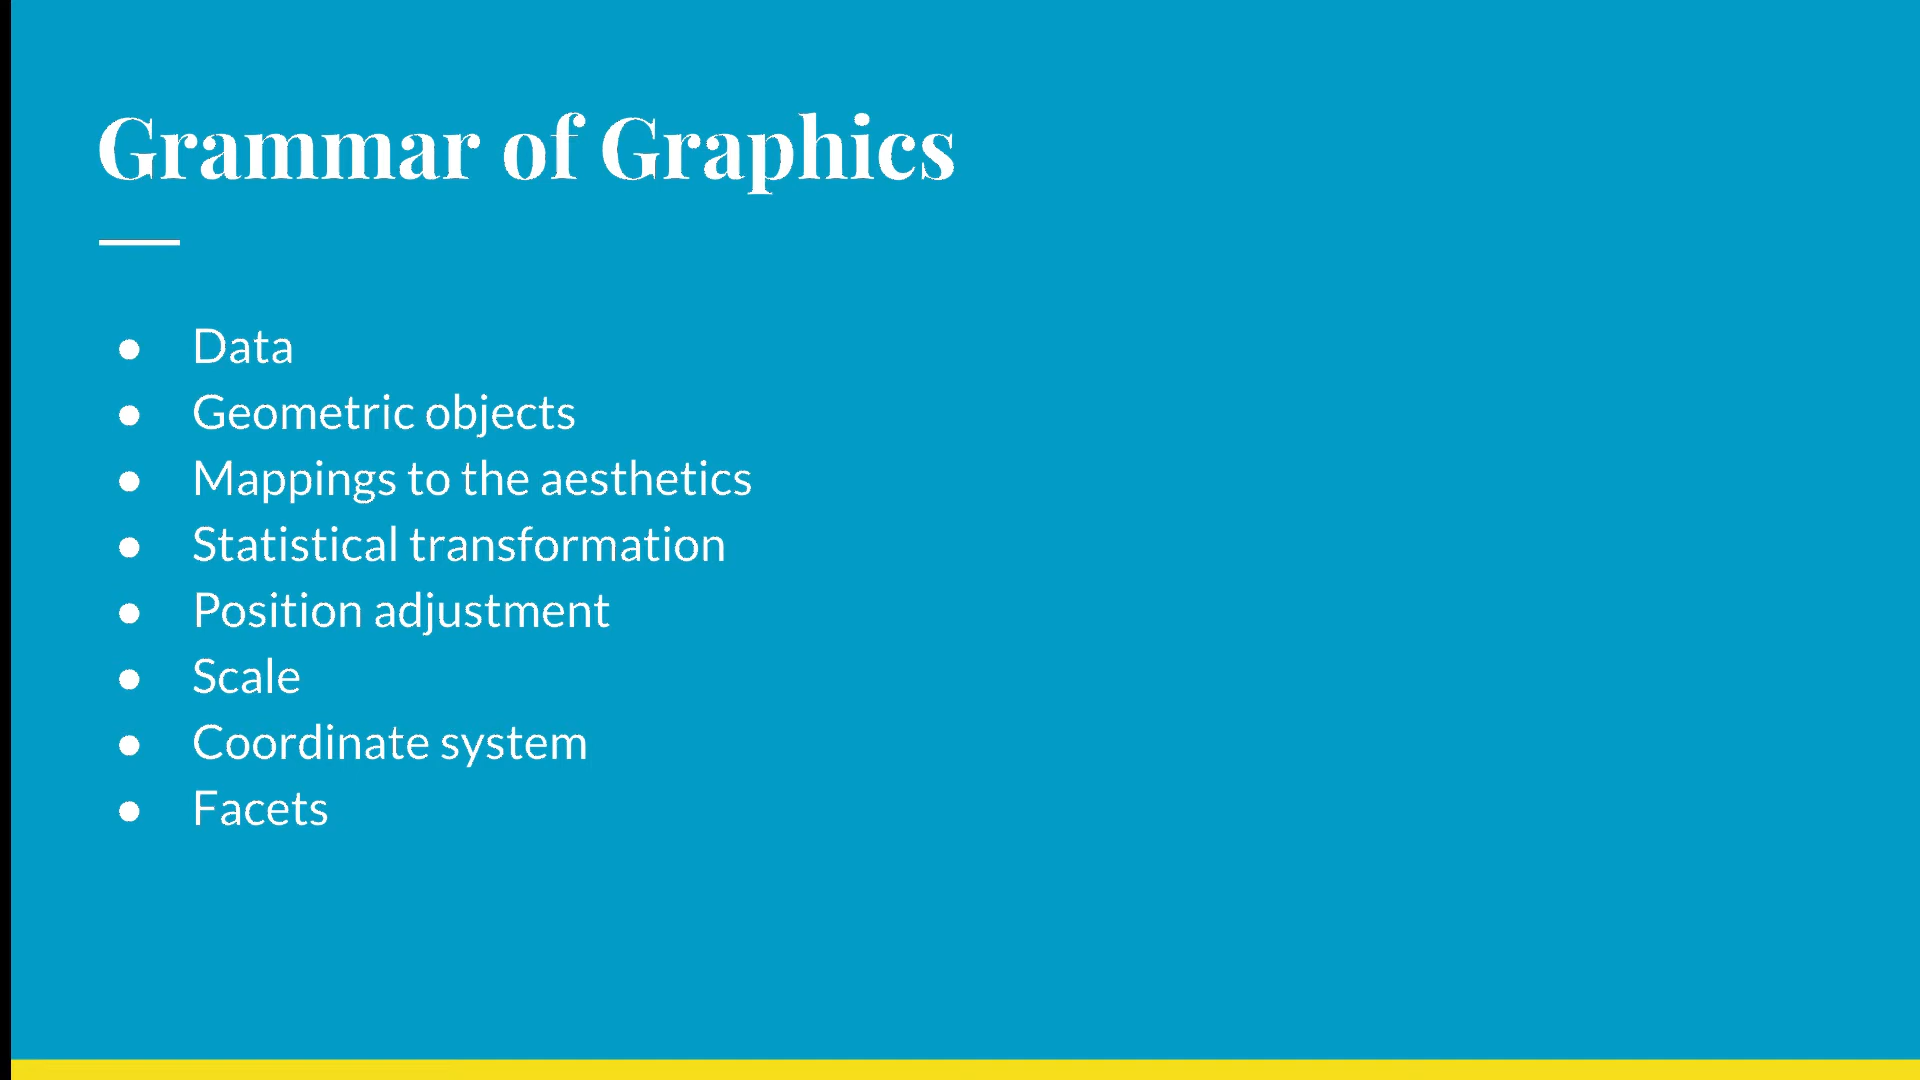 Grammar of Graphics
● Data
● Geometric objects
● Mappings to the aesthetics
● Statistical transformation
● Position adjustment
● Scale
● Coordinate system
● Facets